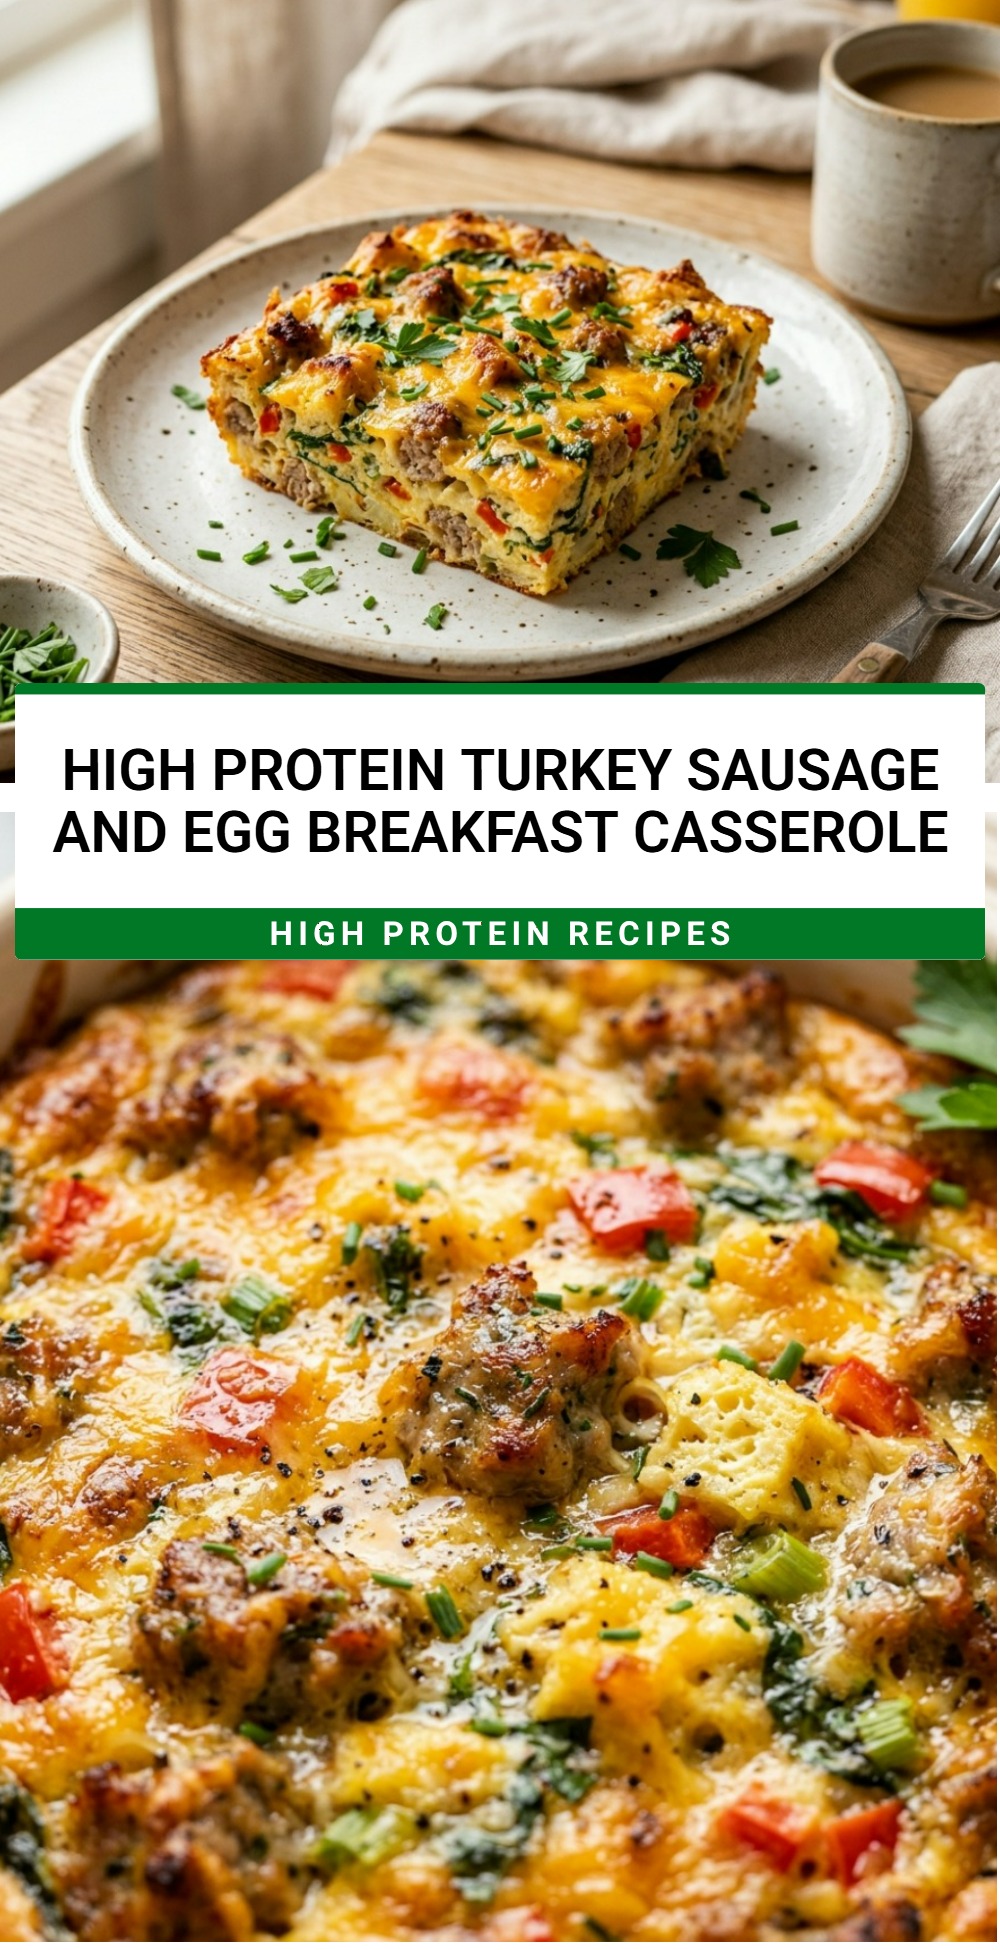 HIGH PROTEIN TURKEY SAUSAGE
AND EGG BREAKFAST CASSEROLE
HIGH PROTEIN RECIPES